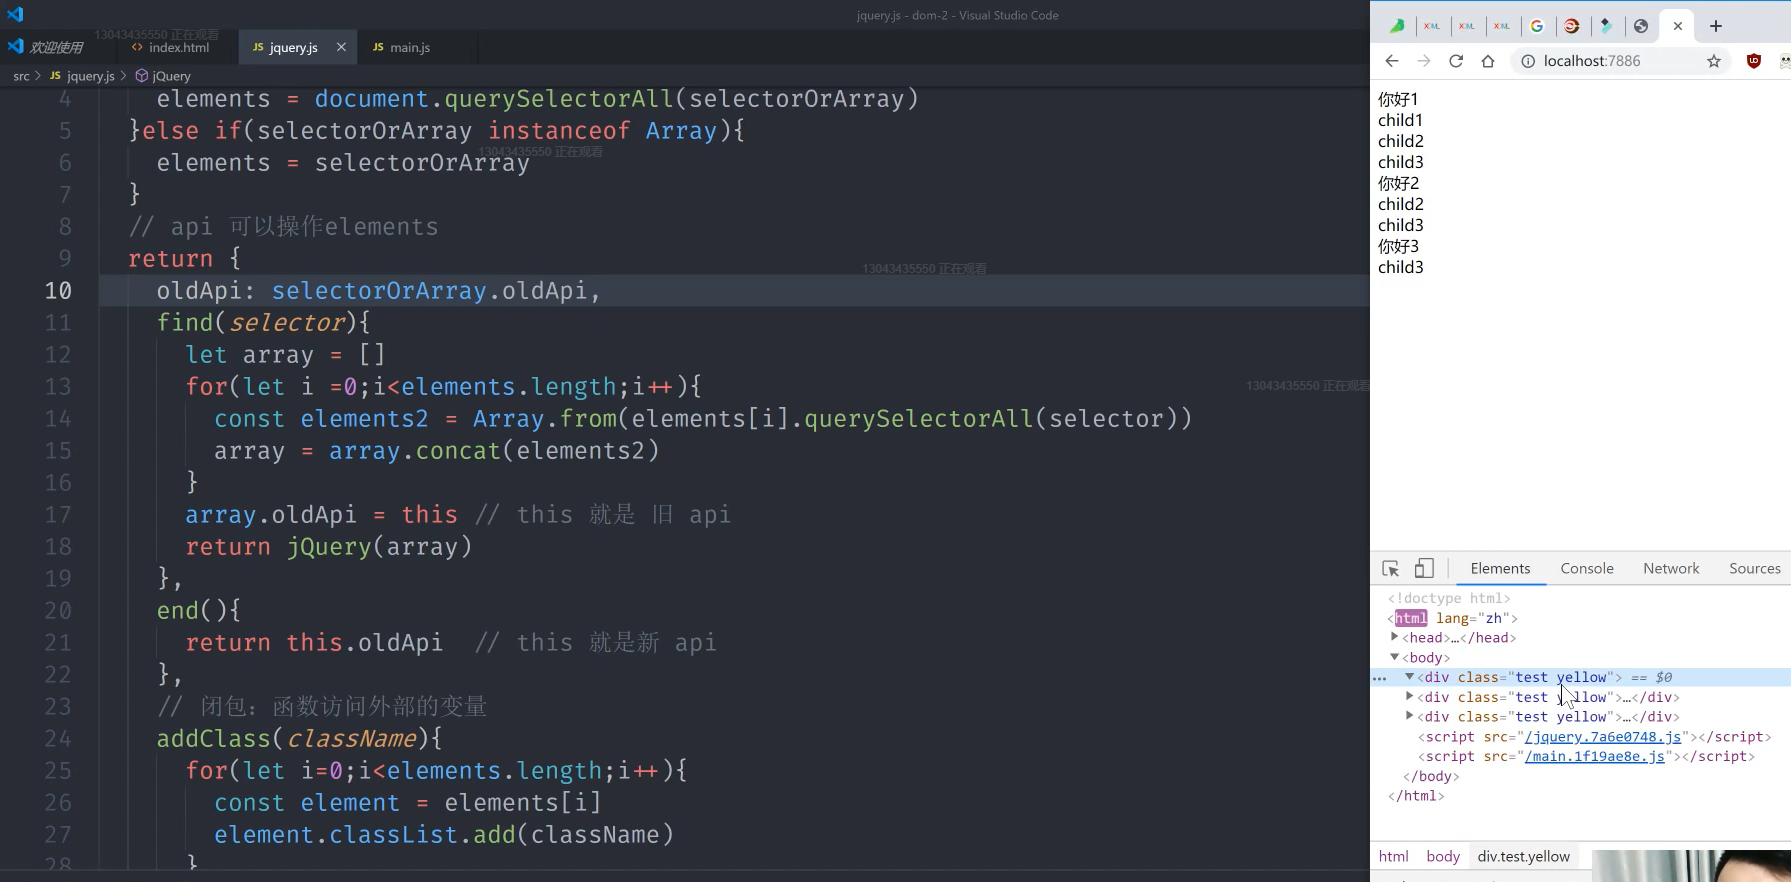 jquery.js - dom-2 - Visual Studio Code
13043435550 正在观看
欢迎使用
index.html
JS jquery.js ×
JS main.js
src > JS jquery.js > jQuery
4 elements = document.querySelectorAll(selectorOrArray)
5 }else if(selectorOrArray instanceof Array){
13043435550 正在观看
6 elements = selectorOrArray
7 }
8 // api 可以操作elements
9 return {
13043435550 正在观看
10 oldApi: selectorOrArray.oldApi,
11 find(selector){
12 let array = []
13 for(let i =0;i<elements.length;i++){
13043435550 正在观看
14 const elements2 = Array.from(elements[i].querySelectorAll(selector))
15 array = array.concat(elements2)
16 }
17 array.oldApi = this // this 就是 旧 api
18 return jQuery(array)
19 },
20 end(){
21 return this.oldApi // this 就是新 api
22 },
23 // 闭包：函数访问外部的变量
24 addClass(className){
25 for(let i=0;i<elements.length;i++){
26 const element = elements[i]
27 element.classList.add(className)
28 }
localhost:7886
你好1
child1
child2
child3
你好2
child2
child3
你好3
child3
Elements Console Network Sources
<!doctype html>
<html lang="zh">
<head>…</head>
<body>
<div class="test yellow"> == $0
<div class="test yellow">…</div>
<div class="test yellow">…</div>
<script src="/jquery.7a6e0748.js"></script>
<script src="/main.1f19ae8e.js"></script>
</body>
</html>
html body div.test.yellow